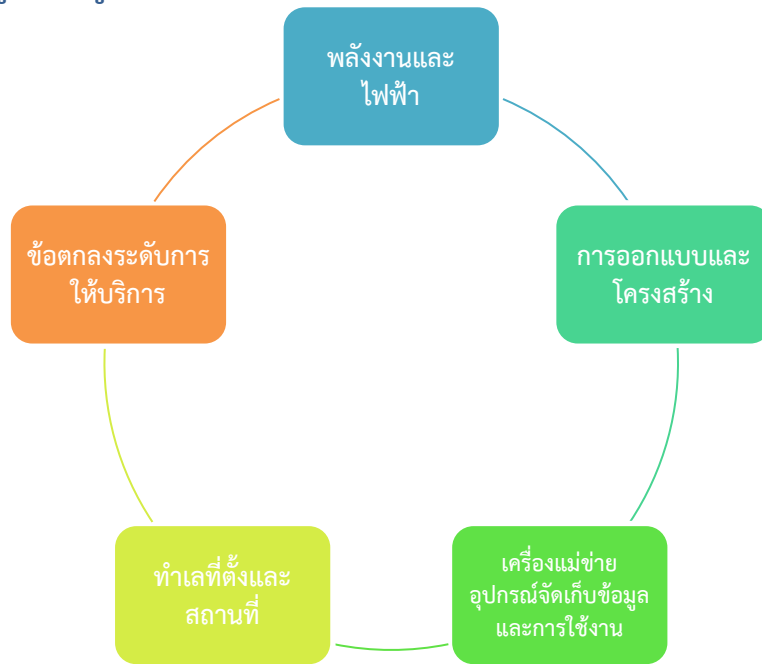 พลังงานและ
ไฟฟ้า
การออกแบบและ
โครงสร้าง
เครื่องแม่ข่าย
อุปกรณ์จัดเก็บข้อมูล
และการใช้งาน
ทำเลที่ตั้งและ
สถานที่
ข้อตกลงระดับการ
ให้บริการ